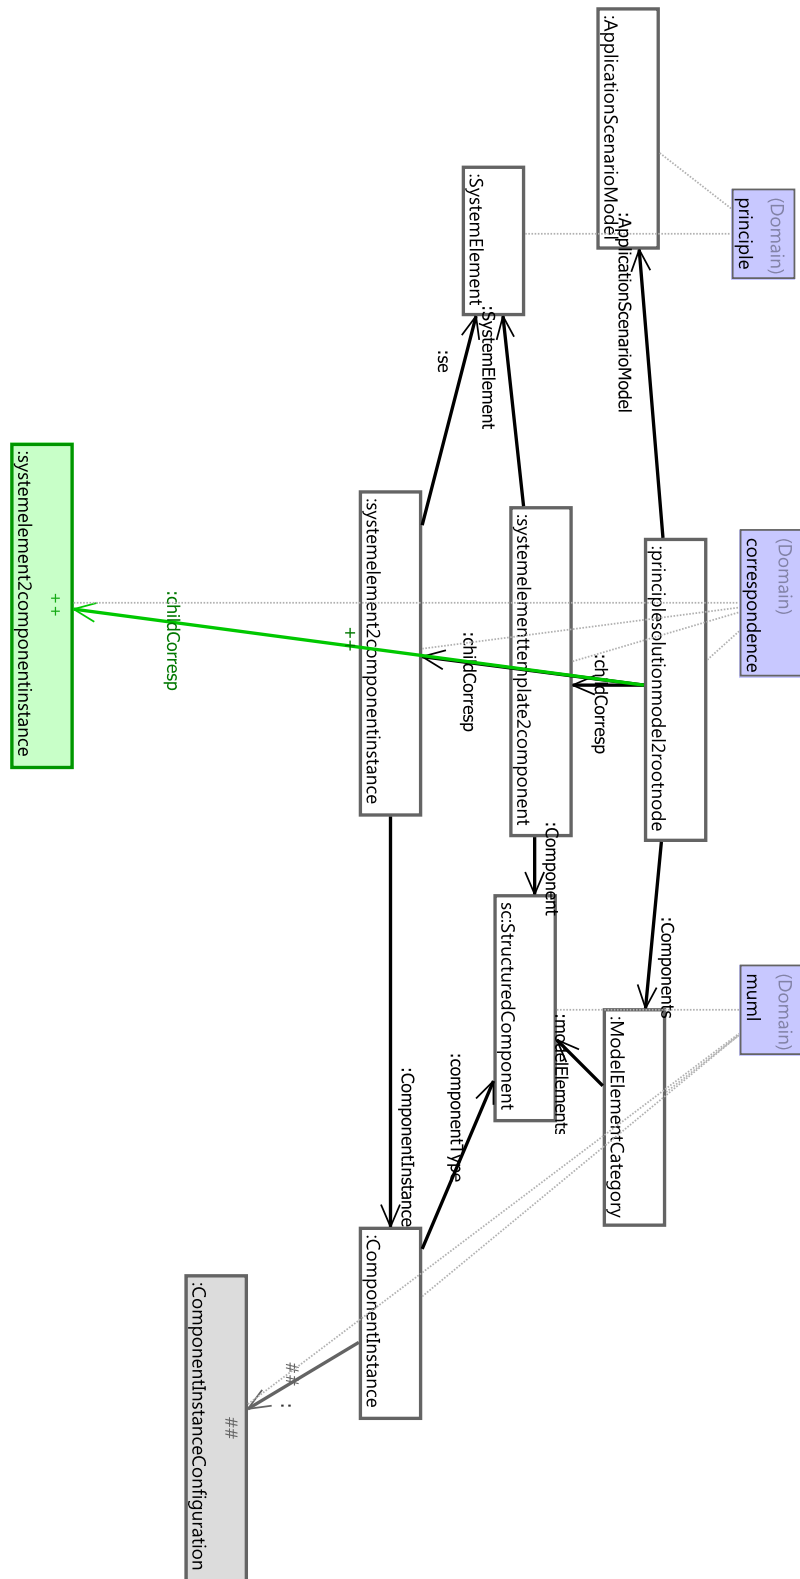 (Domain)
principle
(Domain)
correspondence
(Domain)
muml
:ApplicationScenarioModel
:ApplicationScenarioModel
:principlesolutionmodel2rootnode
:Components
:ModelElementCategory
:childCorresp
:modelElements
:SystemElement
:SystemElement
:systemelementtemplate2component
:Component
sc:StructuredComponent
:se
:childCorresp
:componentType
:systemelement2componentinstance
:ComponentInstance
:ComponentInstance
++
:childCorresp
##
:
##
:ComponentInstanceConfiguration
++
:systemelement2componentinstance